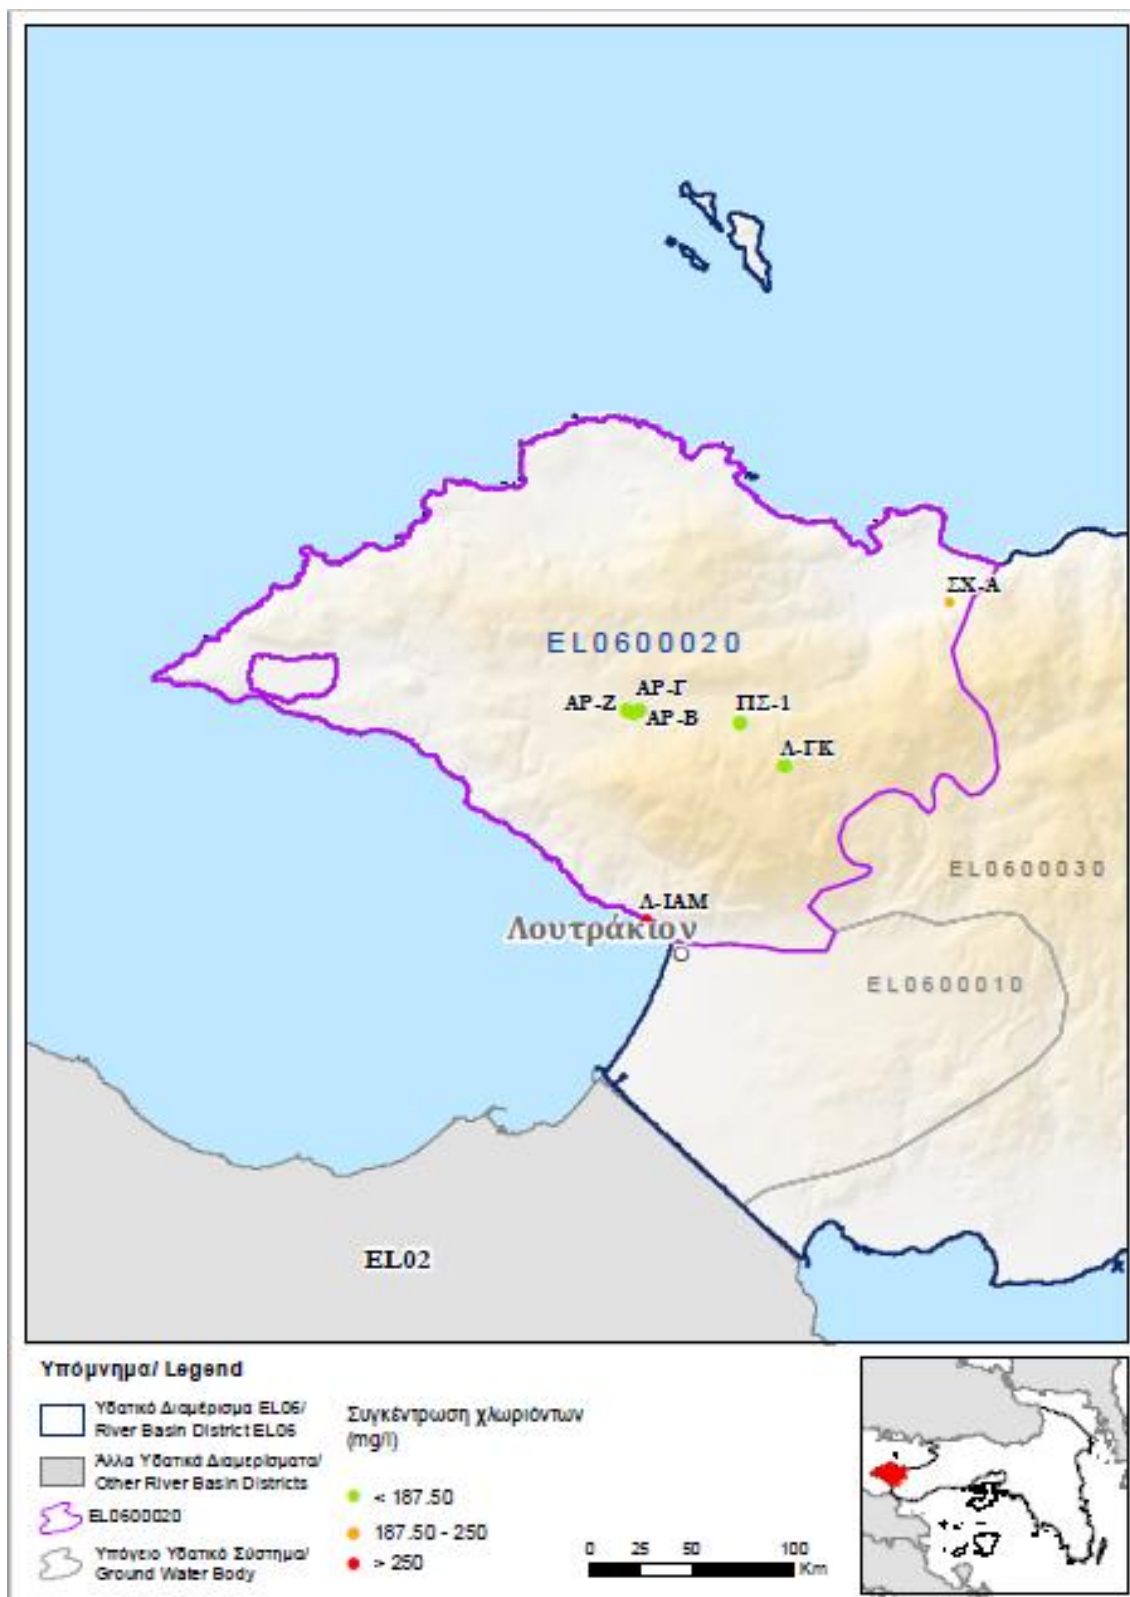 ΣΧ-Α
EL0600020
ΑΡ-Γ
ΑΡ-Ζ
ΑΡ-Β
ΠΣ-1
Λ-ΓΚ
EL0600030
Λ-ΙΑΜ
Λουτράκιον
EL0600010
EL02
Υπόμνημα/ Legend
Υδατικό Διαμέρισμα EL06/
River Basin District EL06
Άλλα Υδατικά Διαμερίσματα/
Other River Basin Districts
EL0600020
Υπόγειο Υδατικό Σύστημα/
Ground Water Body
Συγκέντρωση χλωριόντων
(mg/l)
< 187.50
187.50 - 250
> 250
0 25 50 100
Km